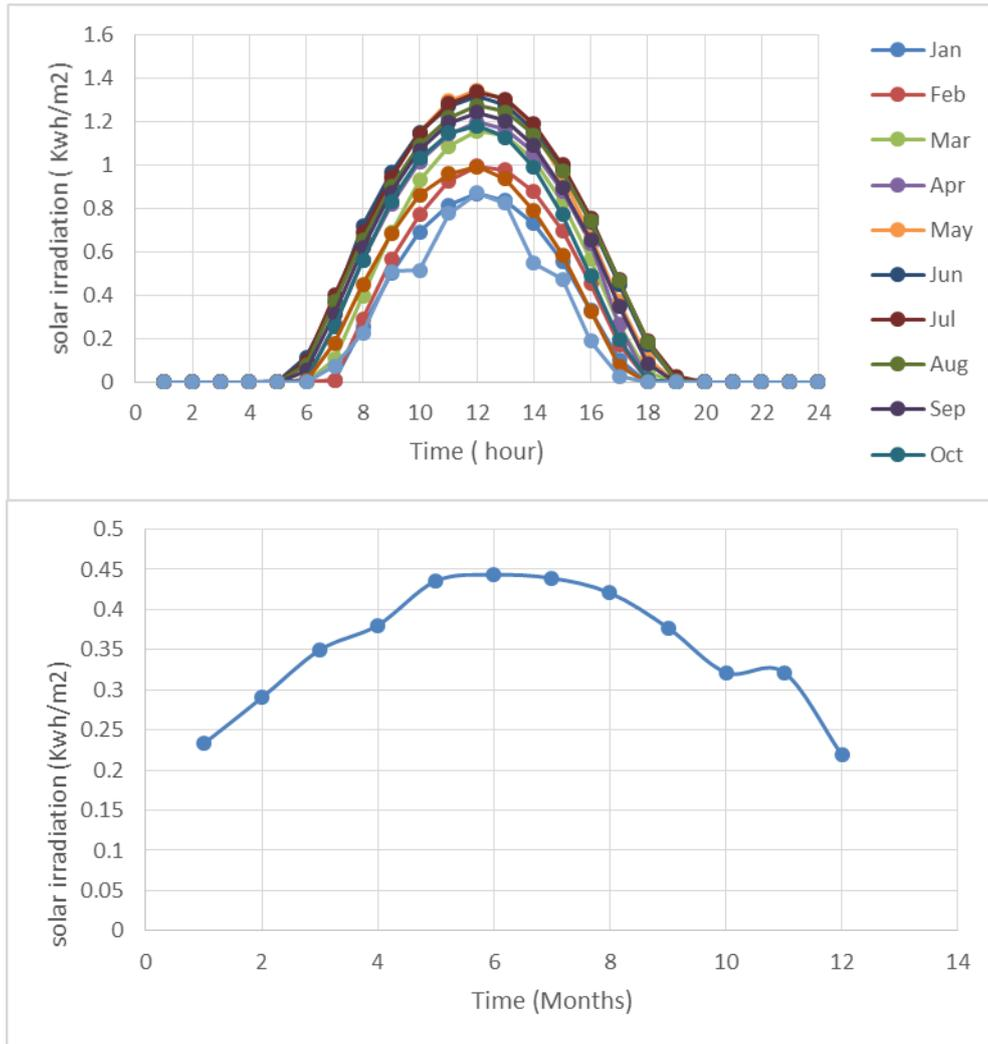 1.6
1.4
1.2
1
0.8
0.6
0.4
0.2
0
solar irradiation ( Kwh/m2)
0 2 4 6 8 10 12 14 16 18 20 22 24
Time ( hour)
Jan
Feb
Mar
Apr
May
Jun
Jul
Aug
Sep
Oct
0.5
0.45
0.4
0.35
0.3
0.25
0.2
0.15
0.1
0.05
0
solar irradiation (Kwh/m2)
0 2 4 6 8 10 12 14
Time (Months)